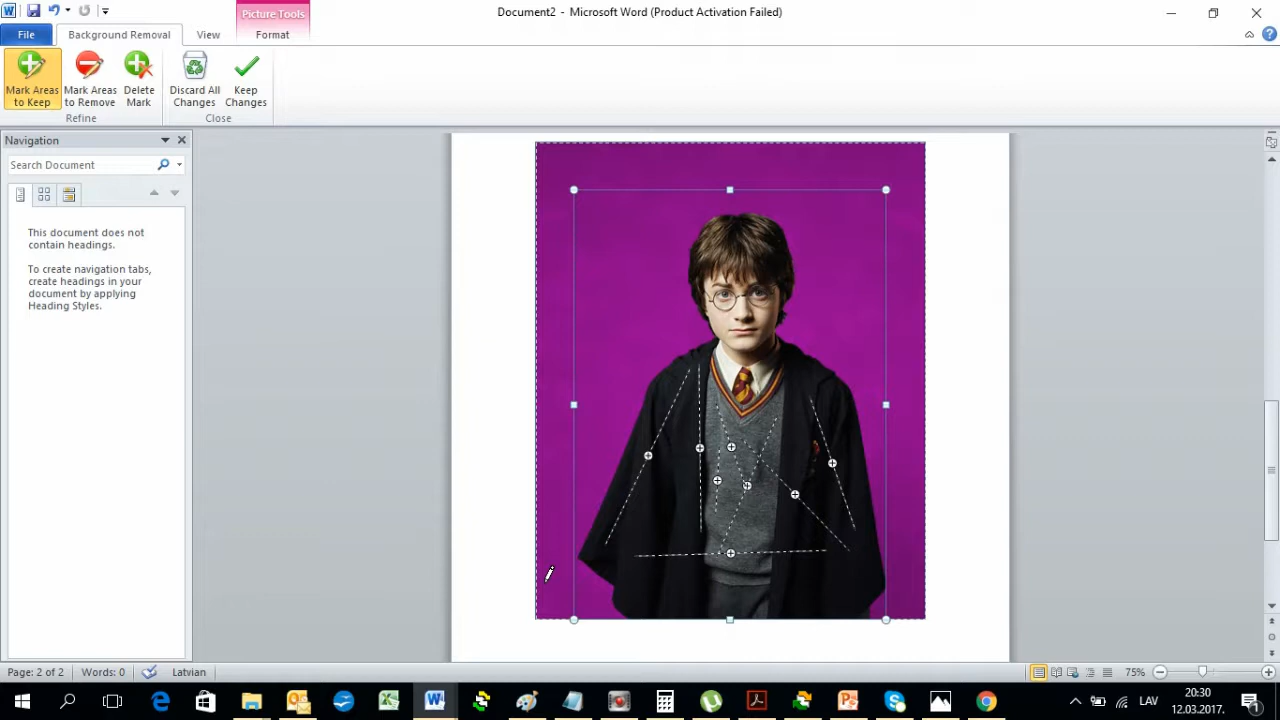 Document2 - Microsoft Word (Product Activation Failed)
Picture Tools
File
Background Removal
View
Format
Mark Areas to Keep
Mark Areas to Remove
Delete Mark
Discard All Changes
Keep Changes
Refine
Close
Navigation
Search Document
This document does not
contain headings.
To create navigation tabs,
create headings in your
document by applying
Heading Styles.
Page: 2 of 2
Words: 0
Latvian
75%
LAV
20:30
12.03.2017.